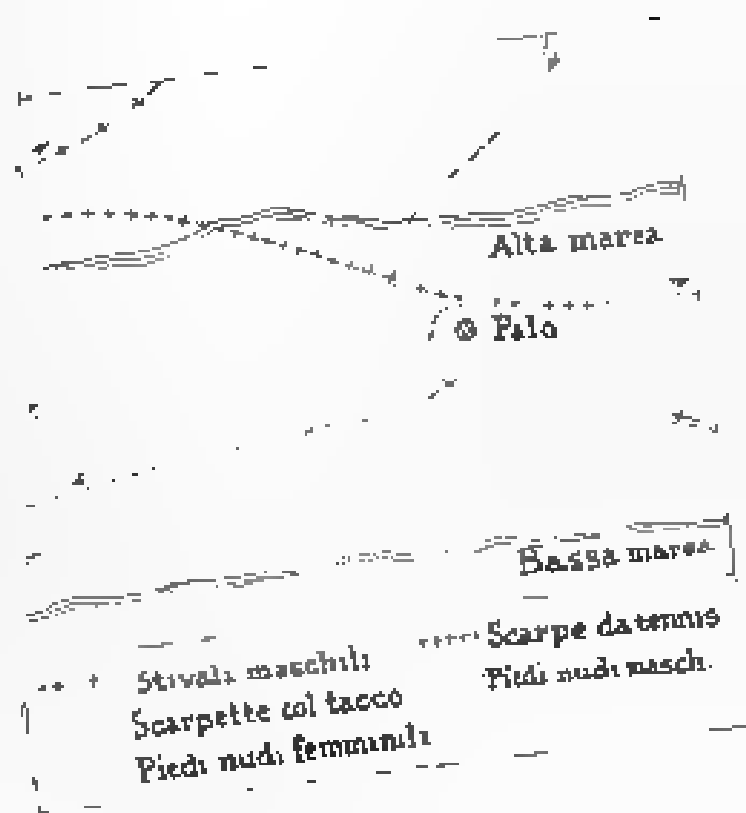 Alta marea
Palo
Bassa marea
Stivali maschili
Scarpette col tacco
Piedi nudi femminili
Scarpe da tennis
Piedi nudi masch.